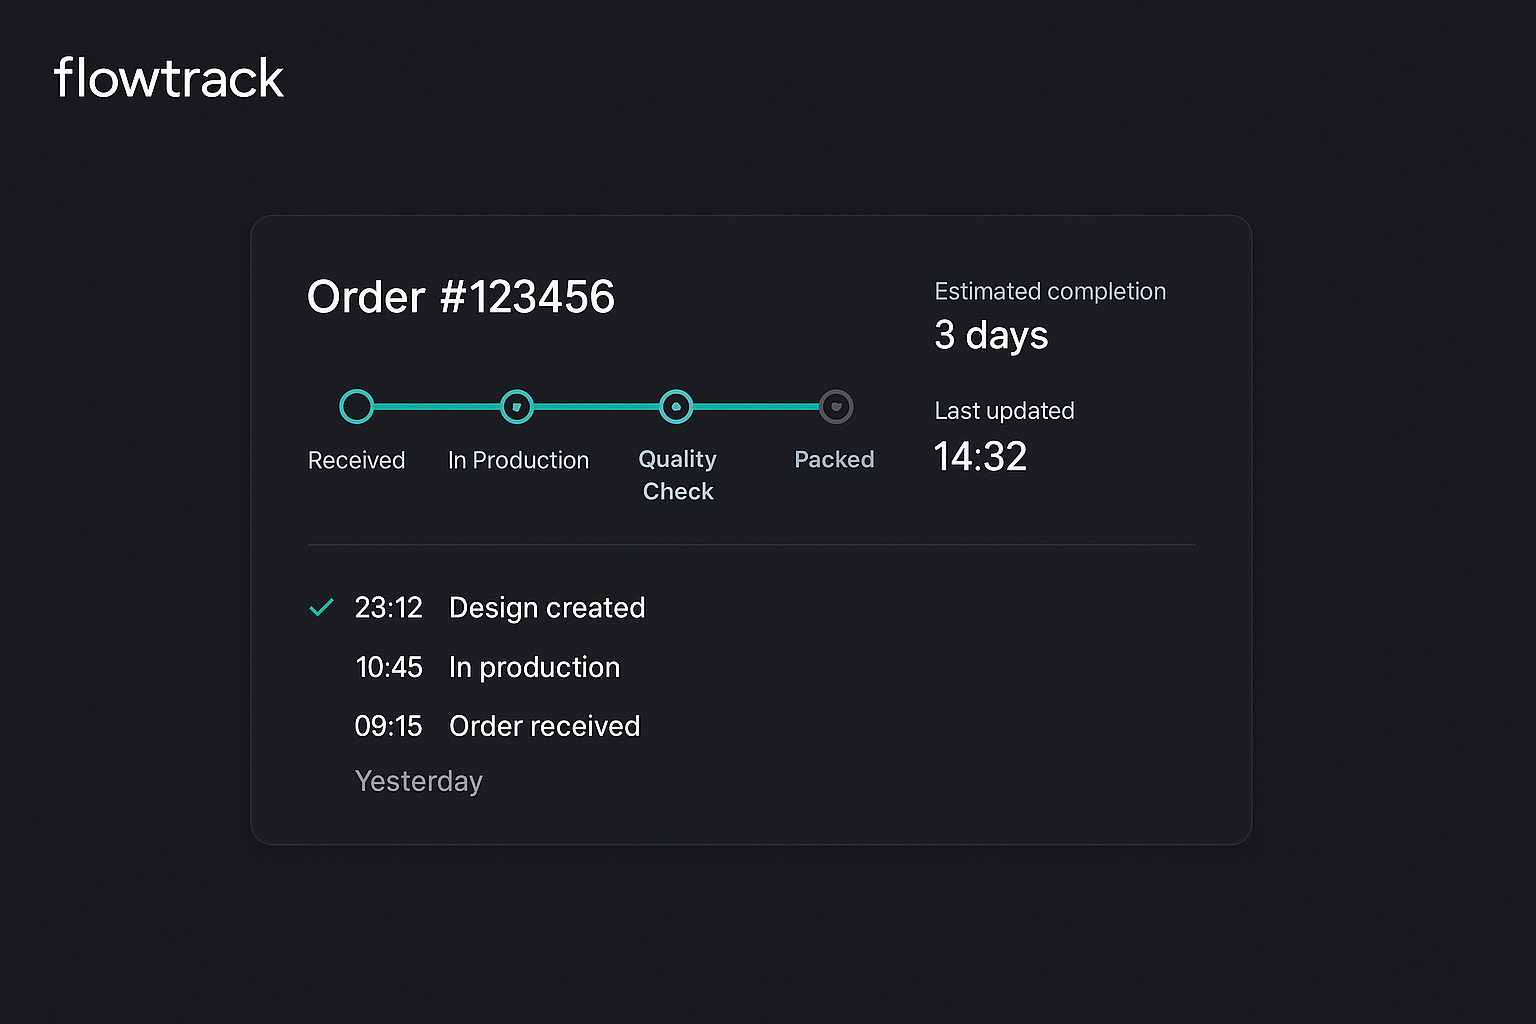 flowtrack
Order #123456
Estimated completion
3 days
Last updated
14:32
Received
In Production
Quality
Check
Packed
23:12 Design created
10:45 In production
09:15 Order received
Yesterday